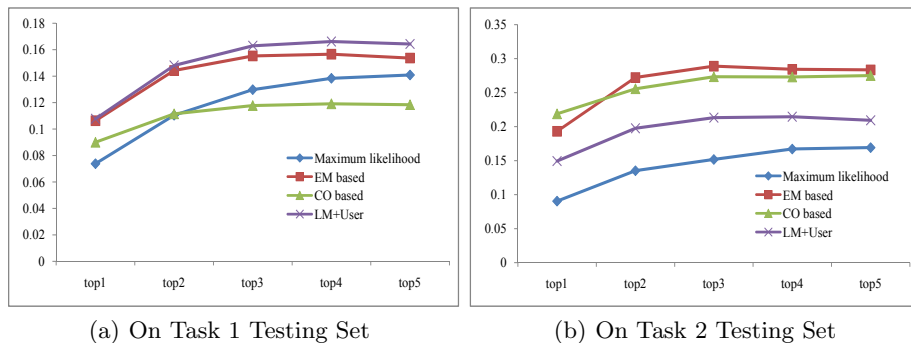 0.18
0.16
0.14
0.12
0.1
0.08
0.06
0.04
0.02
0
Maximum likelihood
EM based
CO based
LM+User
top1 top2 top3 top4 top5
(a) On Task 1 Testing Set
0.35
0.3
0.25
0.2
0.15
0.1
0.05
0
Maximum likelihood
EM based
CO based
LM+User
top1 top2 top3 top4 top5
(b) On Task 2 Testing Set